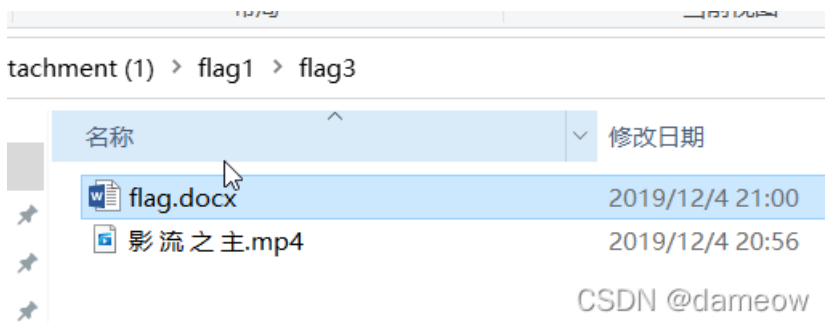 tachment (1) > flag1 > flag3
名称 修改日期
flag.docx 2019/12/4 21:00
影流之主.mp4 2019/12/4 20:56
CSDN @dameow